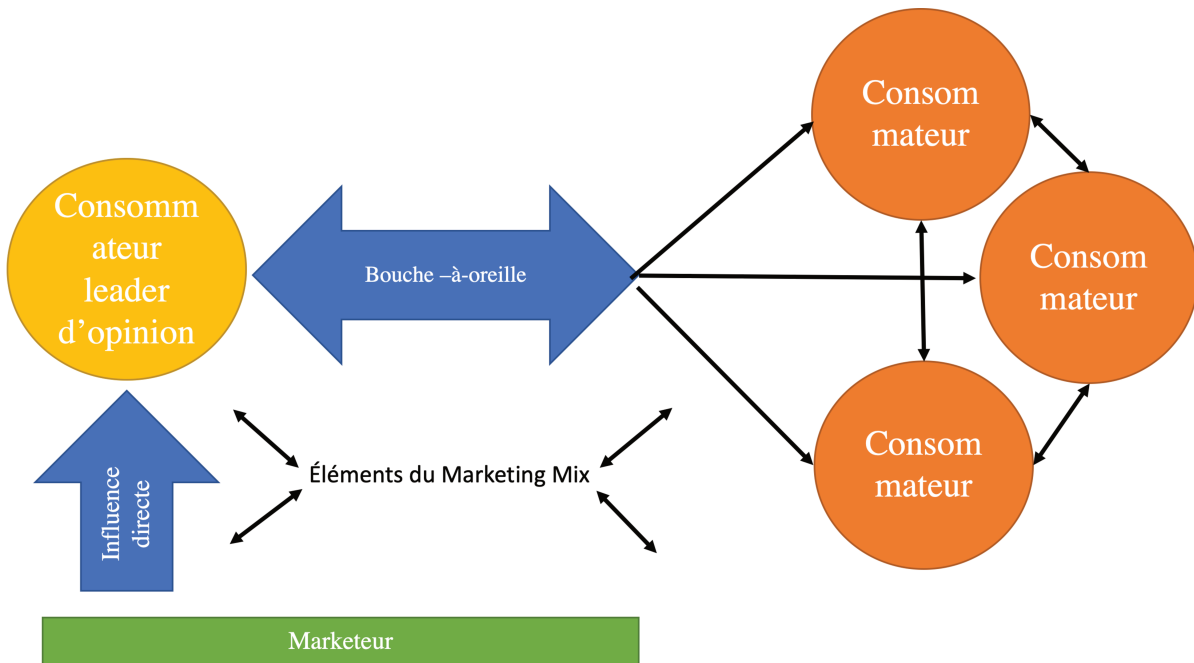 Consom
mateur
Consomm
ateur
leader
d’opinion
Bouche –à-oreille
Consom
mateur
Consom
mateur
Éléments du Marketing Mix
Influence
directe
Marketeur